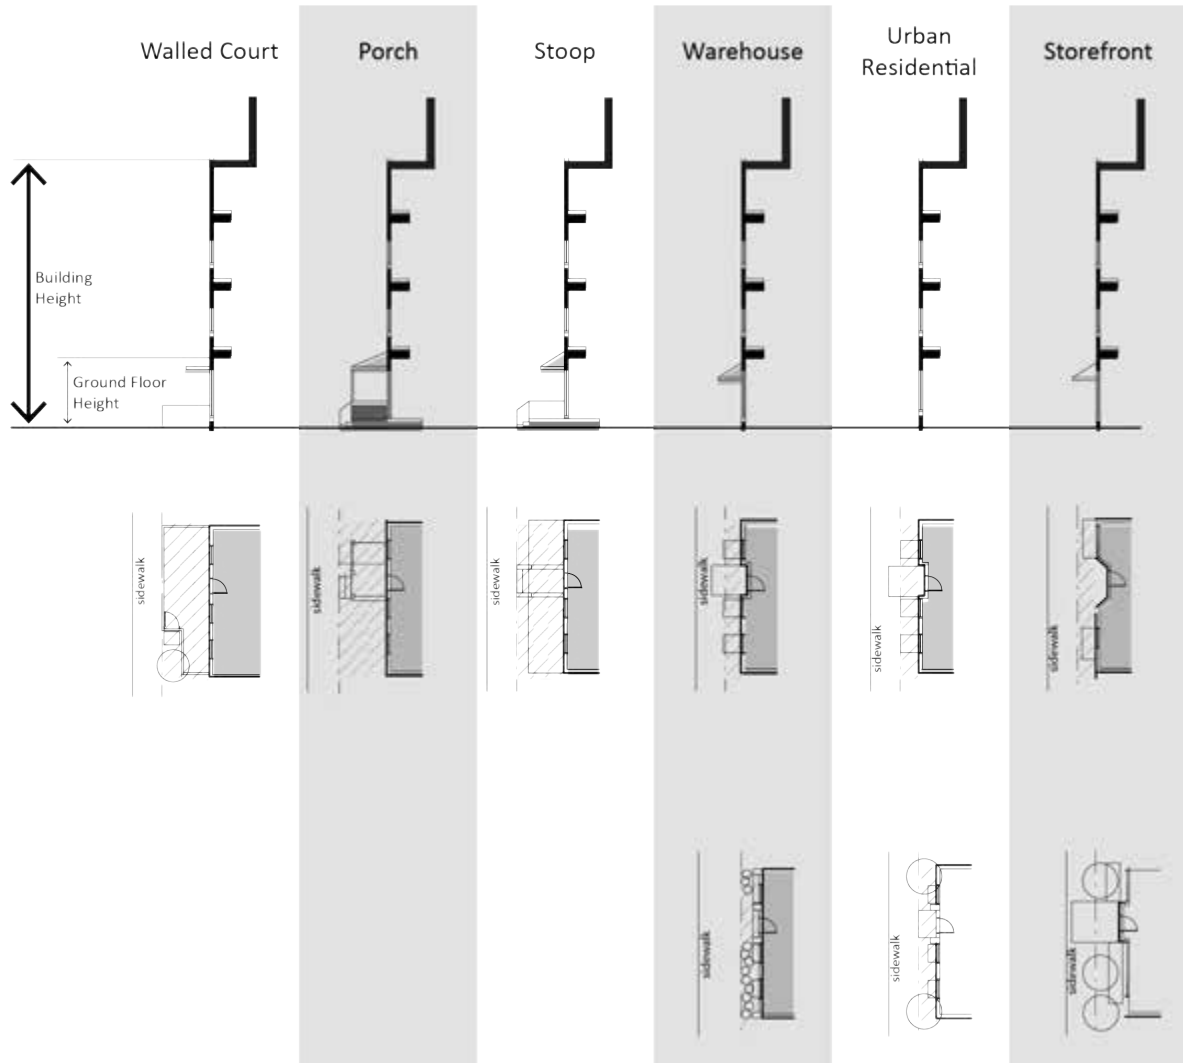 Walled Court
Porch
Stoop
Warehouse
Urban
Residential
Storefront
Building
Height
Ground Floor
Height
sidewalk
sidewalk
sidewalk
sidewalk
sidewalk
sidewalk
sidewalk
sidewalk
sidewalk